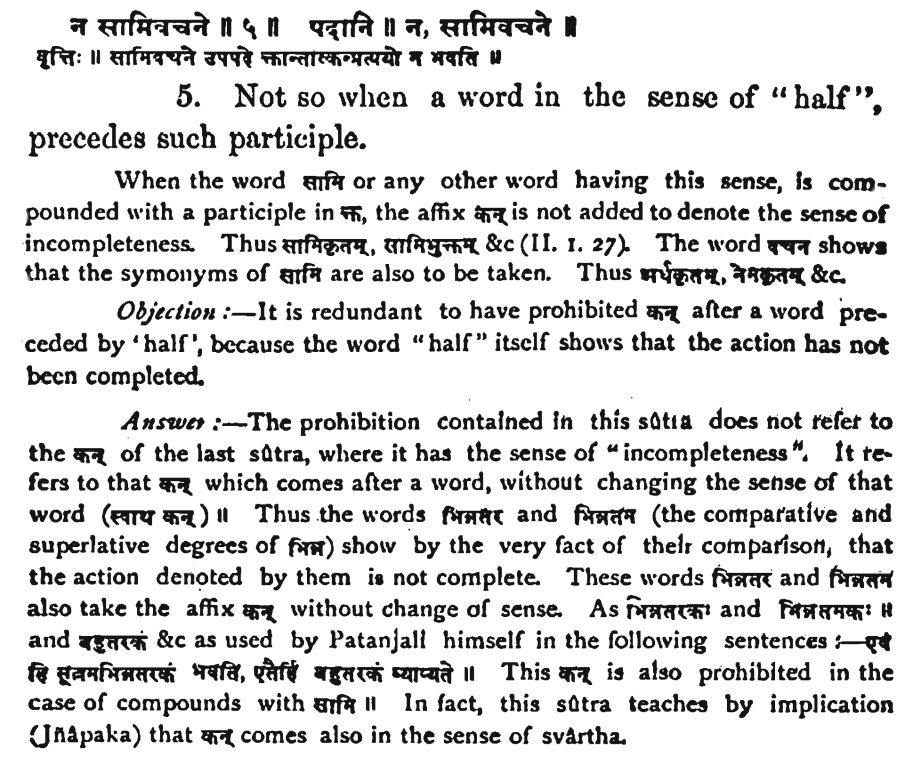 न सामिवचने ॥ ५ ॥ पदानि ॥ न, सामिवचने ॥
वृत्तिः ॥ सामिवचने उपपदे क्तान्तात्कन्प्रत्ययो न भवति ॥
5. Not so when a word in the sense of "half",
precedes such participle.
When the word सामि or any other word having this sense, is com-
pounded with a participle in क्त, the affix कन् is not added to denote the sense of
incompleteness. Thus सामिकृतम्, सामिभुक्तम् &c (II. 1. 27). The word वचन shows
that the symonyms of सामि are also to be taken. Thus अर्धकृतम्, नेमकृतम् &c.
Objection :—It is redundant to have prohibited कन् after a word pre-
ceded by 'half', because the word "half" itself shows that the action has not
been completed.
Answer :—The prohibition contained in this sûtra does not refer to
the कन् of the last sûtra, where it has the sense of "incompleteness". It re-
fers to that कन् which comes after a word, without changing the sense of that
word (स्वाथ कन्) ॥ Thus the words भिन्नतर and भिन्नतम (the comparative and
superlative degrees of भिन्न) show by the very fact of their comparison, that
the action denoted by them is not complete. These words भिन्नतर and भिन्नतम
also take the affix कन् without change of sense. As भिन्नतरकः and भिन्नतमकः ॥
and बहुतरकं &c as used by Patanjali himself in the following sentences :—एवं
हि सूत्रमभिन्नतरकं भवति, एतैर्हि बहुतरकं व्याप्यते ॥ This कन् is also prohibited in the
case of compounds with सामि ॥ In fact, this sûtra teaches by implication
(Jñâpaka) that कन् comes also in the sense of svârtha.